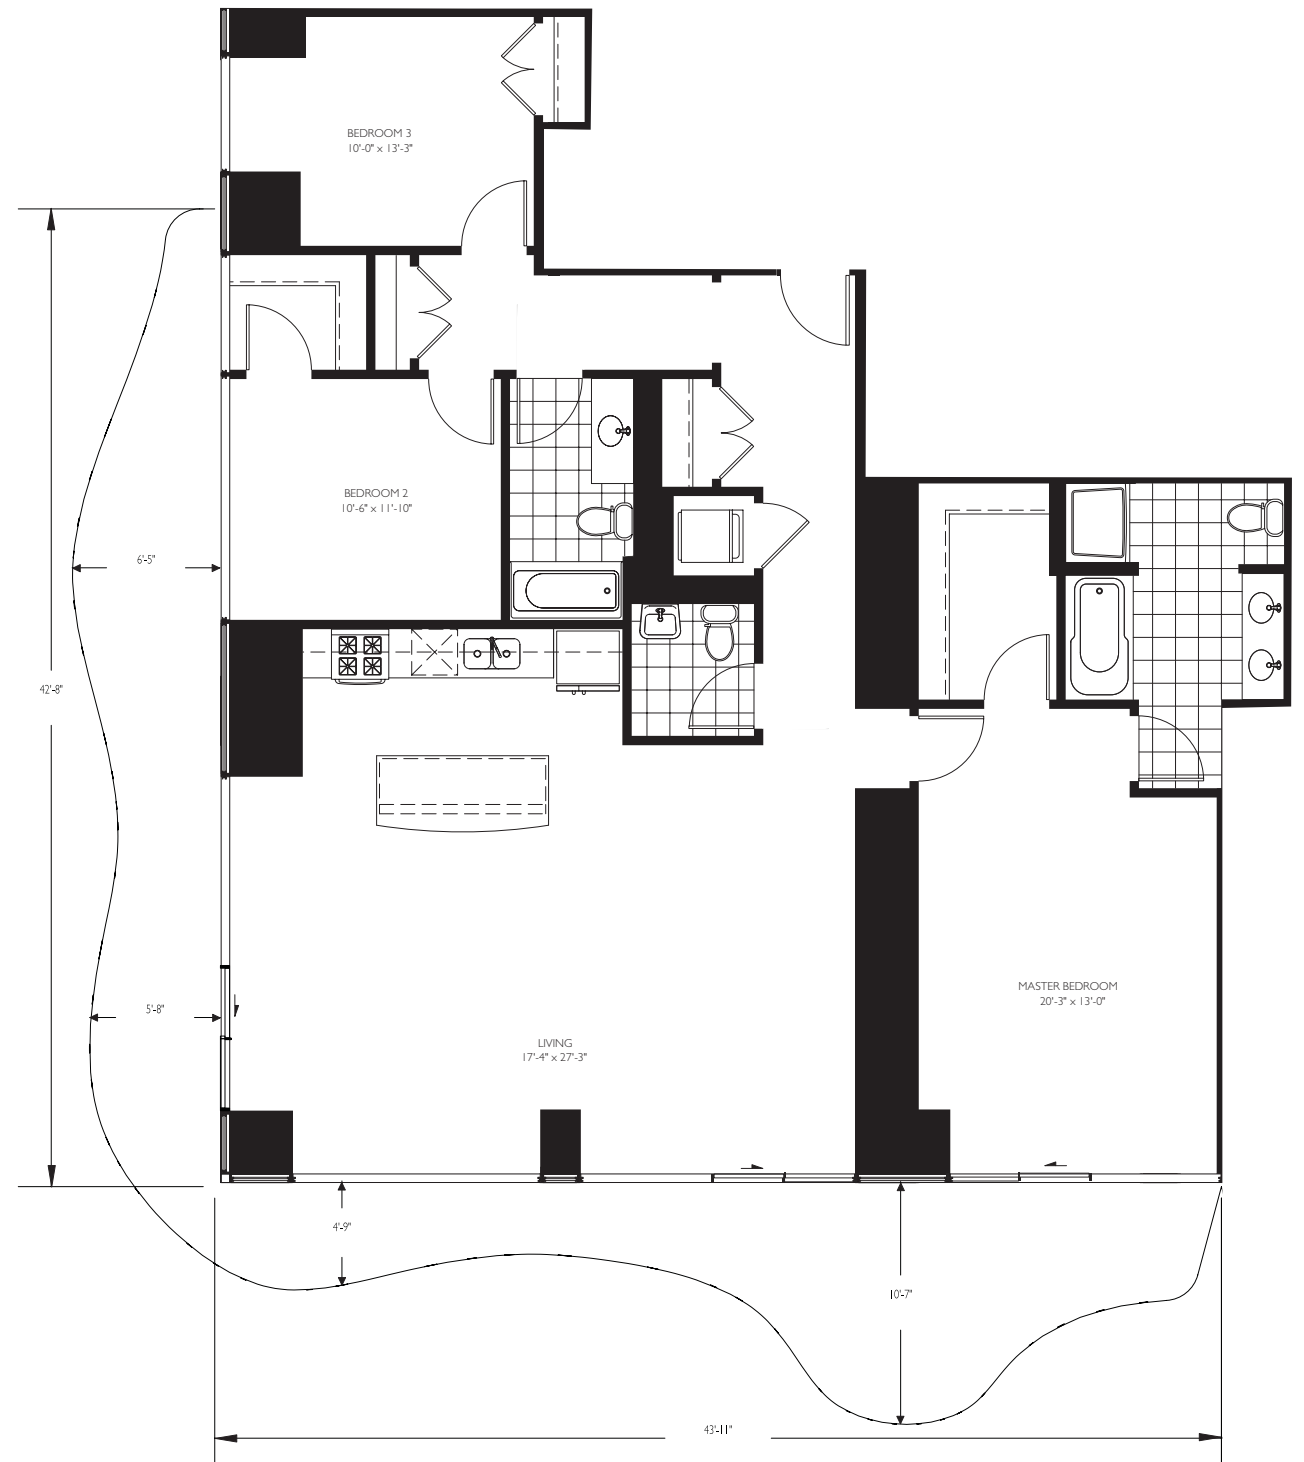 BEDROOM 3
10'-0" x 13'-3"
BEDROOM 2
10'-6" x 11'-10"
6'-5"
42'-8"
MASTER BEDROOM
20'-3" x 13'-0"
5'-8"
LIVING
17'-4" x 27'-3"
4'-9"
10'-7"
43'-11"